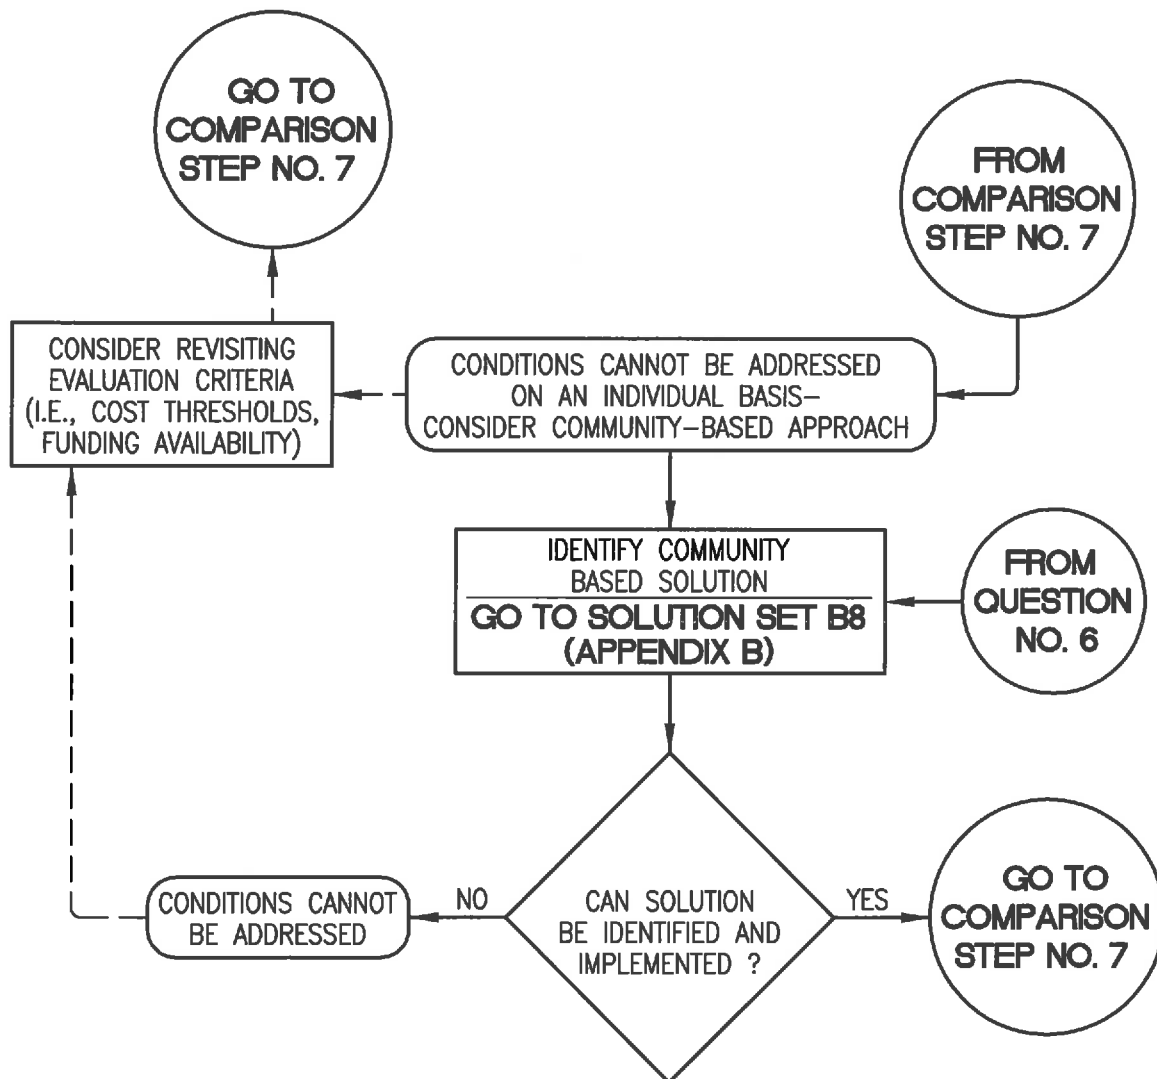 GO TO
COMPARISON
STEP NO. 7
FROM
COMPARISON
STEP NO. 7
CONSIDER REVISITING
EVALUATION CRITERIA
(I.E., COST THRESHOLDS,
FUNDING AVAILABILITY)
CONDITIONS CANNOT BE ADDRESSED
ON AN INDIVIDUAL BASIS–
CONSIDER COMMUNITY–BASED APPROACH
IDENTIFY COMMUNITY
BASED SOLUTION
GO TO SOLUTION SET B8
(APPENDIX B)
FROM
QUESTION
NO. 6
CONDITIONS CANNOT
BE ADDRESSED
NO
CAN SOLUTION
BE IDENTIFIED AND
IMPLEMENTED ?
YES
GO TO
COMPARISON
STEP NO. 7